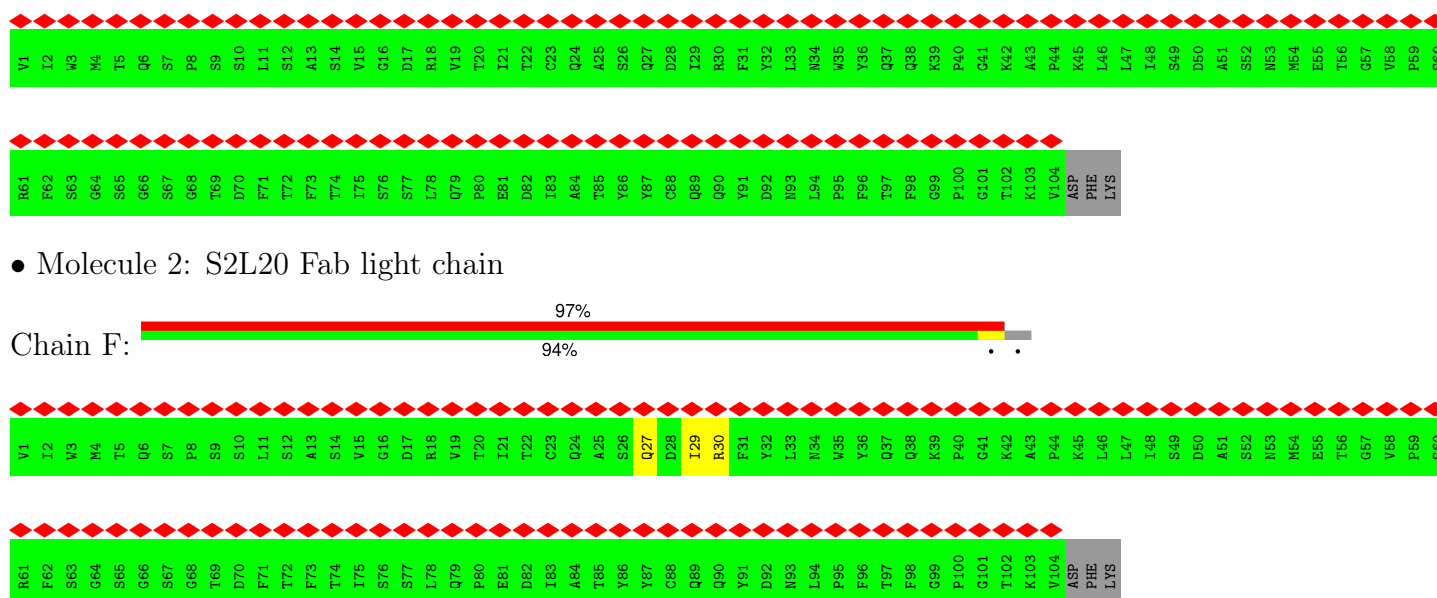 V1 I2 W3 M4 T5 Q6 S7 P8 S9 S10 L11 S12 A13 S14 V15 G16 D17 R18 V19 T20 I21 T22 C23 Q24 A25 S26 Q27 D28 I29 R30 F31 Y32 L33 N34 W35 Y36 Q37 Q38 K39 P40 G41 K42 A43 P44 K45 L46 L47 I48 S49 D50 A51 S52 N53 M54 E55 T56 G57 V58 P59 S60
R61 F62 S63 G64 S65 G66 S67 G68 T69 D70 F71 T72 F73 T74 I75 S76 S77 L78 Q79 P80 E81 D82 I83 A84 T85 Y86 Y87 C88 Q89 Q90 Y91 D92 N93 L94 P95 F96 T97 F98 G99 P100 G101 T102 K103 V104 ASP PHE LYS
• Molecule 2: S2L20 Fab light chain
97%
Chain F:
94% • •
V1 I2 W3 M4 T5 Q6 S7 P8 S9 S10 L11 S12 A13 S14 V15 G16 D17 R18 V19 T20 I21 T22 C23 Q24 A25 S26 Q27 D28 I29 R30 F31 Y32 L33 N34 W35 Y36 Q37 Q38 K39 P40 G41 K42 A43 P44 K45 L46 L47 I48 S49 D50 A51 S52 N53 M54 E55 T56 G57 V58 P59 S60
R61 F62 S63 G64 S65 G66 S67 G68 T69 D70 F71 T72 F73 T74 I75 S76 S77 L78 Q79 P80 E81 D82 I83 A84 T85 Y86 Y87 C88 Q89 Q90 Y91 D92 N93 L94 P95 F96 T97 F98 G99 P100 G101 T102 K103 V104 ASP PHE LYS